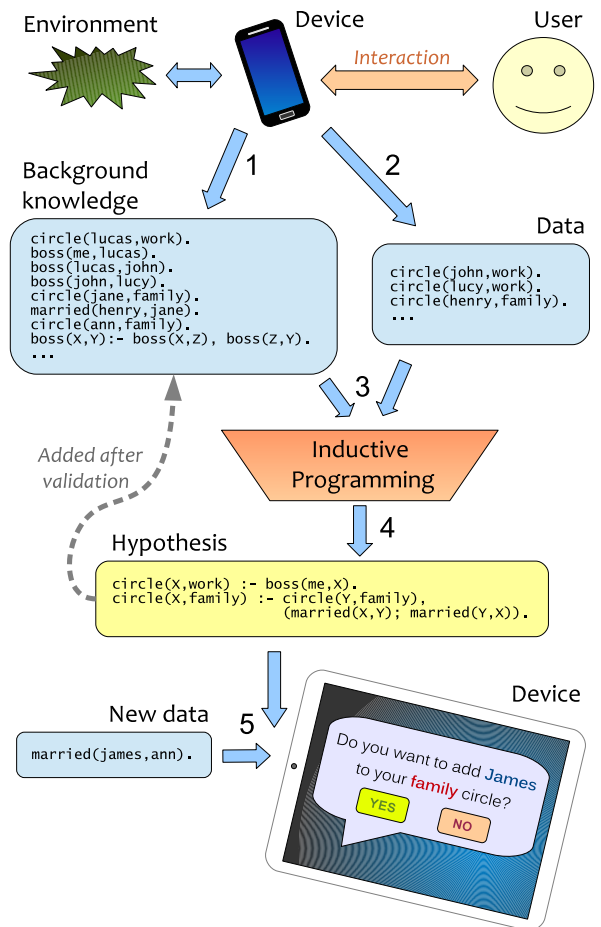 Environment
Device
User
Interaction
1
2
Background
knowledge
circle(lucas,work).
boss(me,lucas).
boss(lucas,john).
boss(john,lucy).
circle(jane,family).
married(henry,jane).
circle(ann,family).
boss(X,Y):- boss(X,Z), boss(Z,Y).
...
Data
circle(john,work).
circle(lucy,work).
circle(henry,family).
...
3
Added after
validation
Inductive
Programming
4
Hypothesis
circle(X,work) :- boss(me,X).
circle(X,family) :- circle(Y,family),
(married(X,Y); married(Y,X)).
5
New data
married(james,ann).
Device
Do you want to add James
to your family circle?
YES
NO